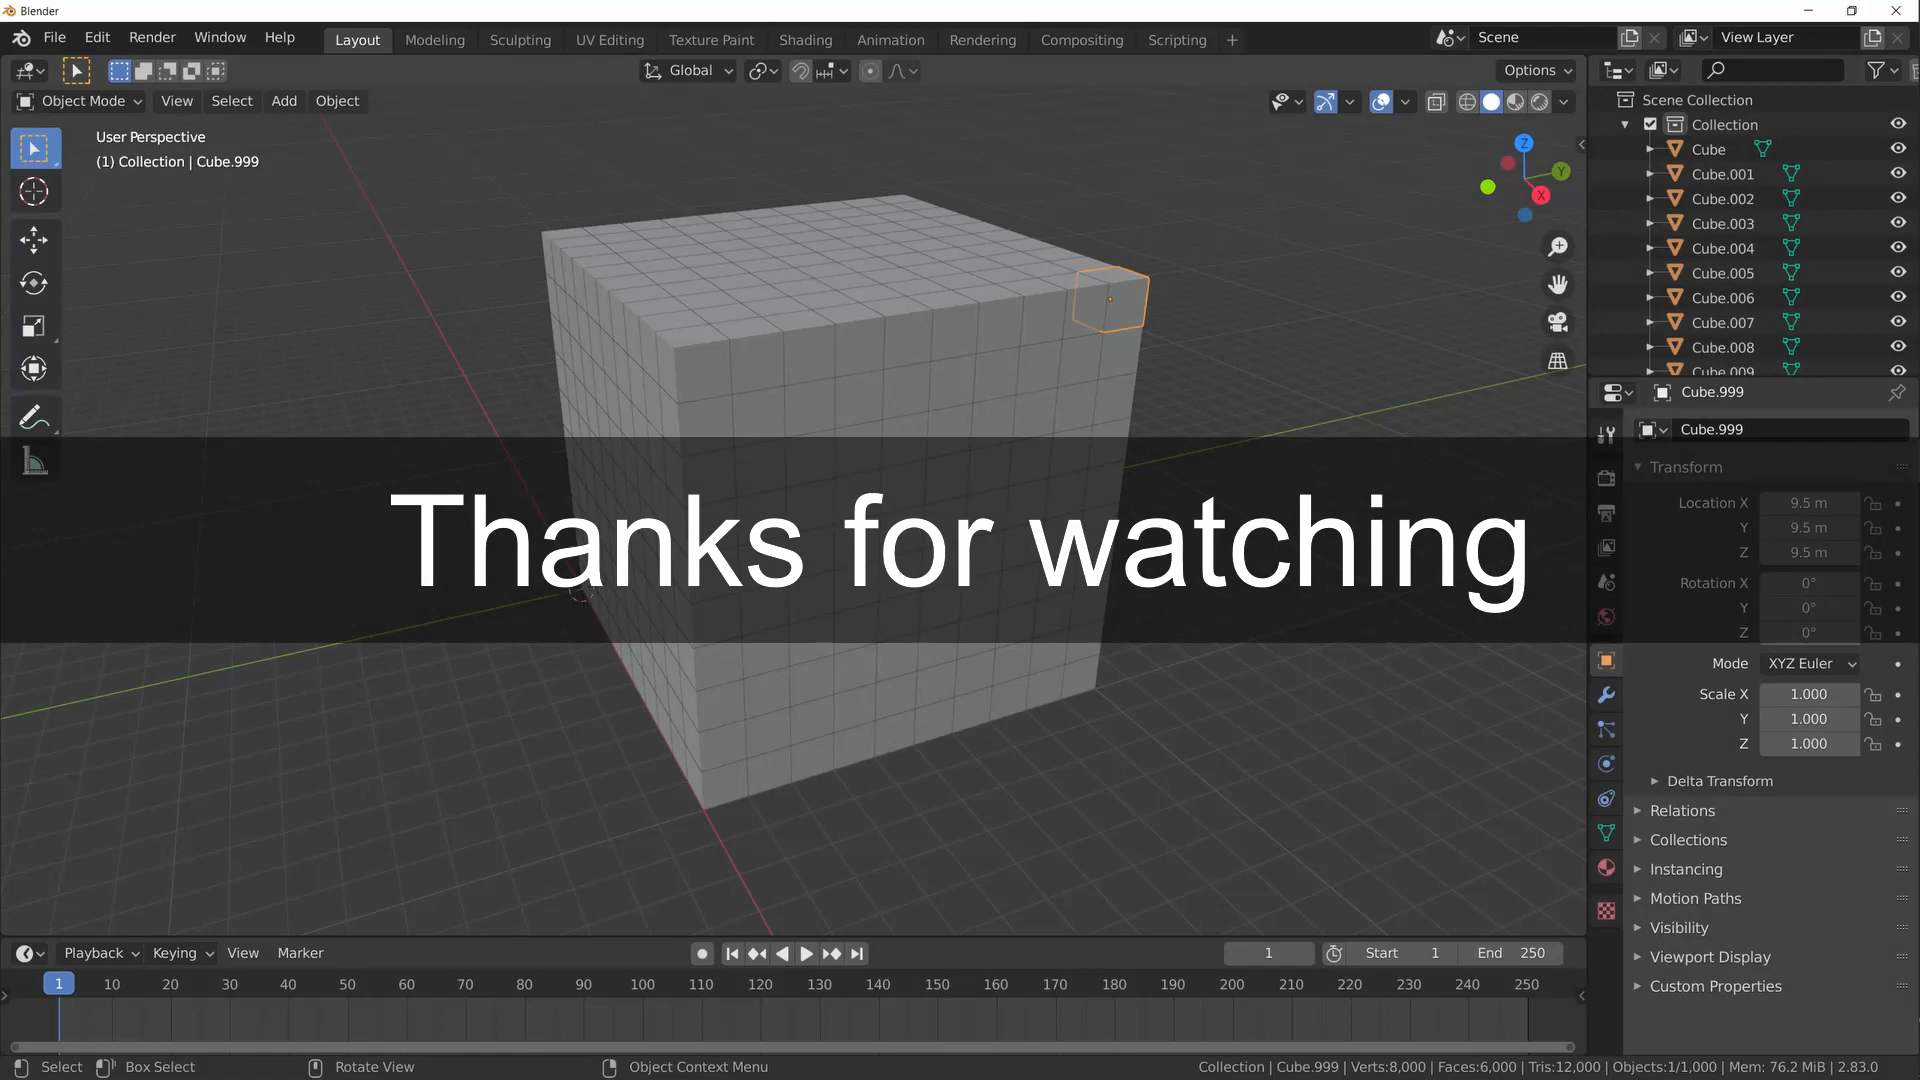 Blender
File Edit Render Window Help Layout Modeling Sculpting UV Editing Texture Paint Shading Animation Rendering Compositing Scripting + Scene View Layer
Global Options
Object Mode View Select Add Object
User Perspective
(1) Collection | Cube.999
Z
Y
X
Scene Collection
Collection
Cube
Cube.001
Cube.002
Cube.003
Cube.004
Cube.005
Cube.006
Cube.007
Cube.008
Cube.009
Cube.999
Cube.999
Transform
Location X 9.5 m
Y 9.5 m
Z 9.5 m
Rotation X 0°
Y 0°
Z 0°
Mode XYZ Euler
Scale X 1.000
Y 1.000
Z 1.000
Delta Transform
Relations
Collections
Instancing
Motion Paths
Visibility
Viewport Display
Custom Properties
Thanks for watching
Playback Keying View Marker 1 Start 1 End 250
1 10 20 30 40 50 60 70 80 90 100 110 120 130 140 150 160 170 180 190 200 210 220 230 240 250
Select Box Select Rotate View Object Context Menu Collection | Cube.999 | Verts:8,000 | Faces:6,000 | Tris:12,000 | Objects:1/1,000 | Mem: 76.2 MiB | 2.83.0